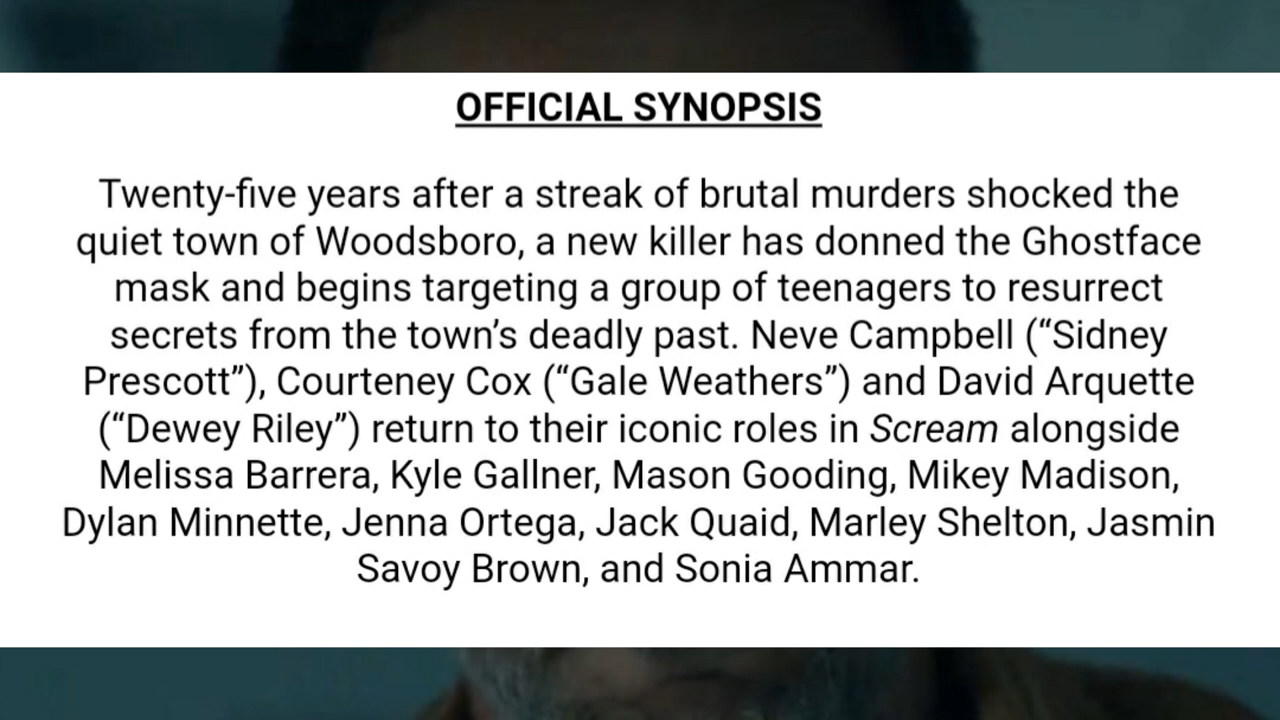 OFFICIAL SYNOPSIS
Twenty-five years after a streak of brutal murders shocked the
quiet town of Woodsboro, a new killer has donned the Ghostface
mask and begins targeting a group of teenagers to resurrect
secrets from the town’s deadly past. Neve Campbell (“Sidney
Prescott”), Courteney Cox (“Gale Weathers”) and David Arquette
(“Dewey Riley”) return to their iconic roles in Scream alongside
Melissa Barrera, Kyle Gallner, Mason Gooding, Mikey Madison,
Dylan Minnette, Jenna Ortega, Jack Quaid, Marley Shelton, Jasmin
Savoy Brown, and Sonia Ammar.